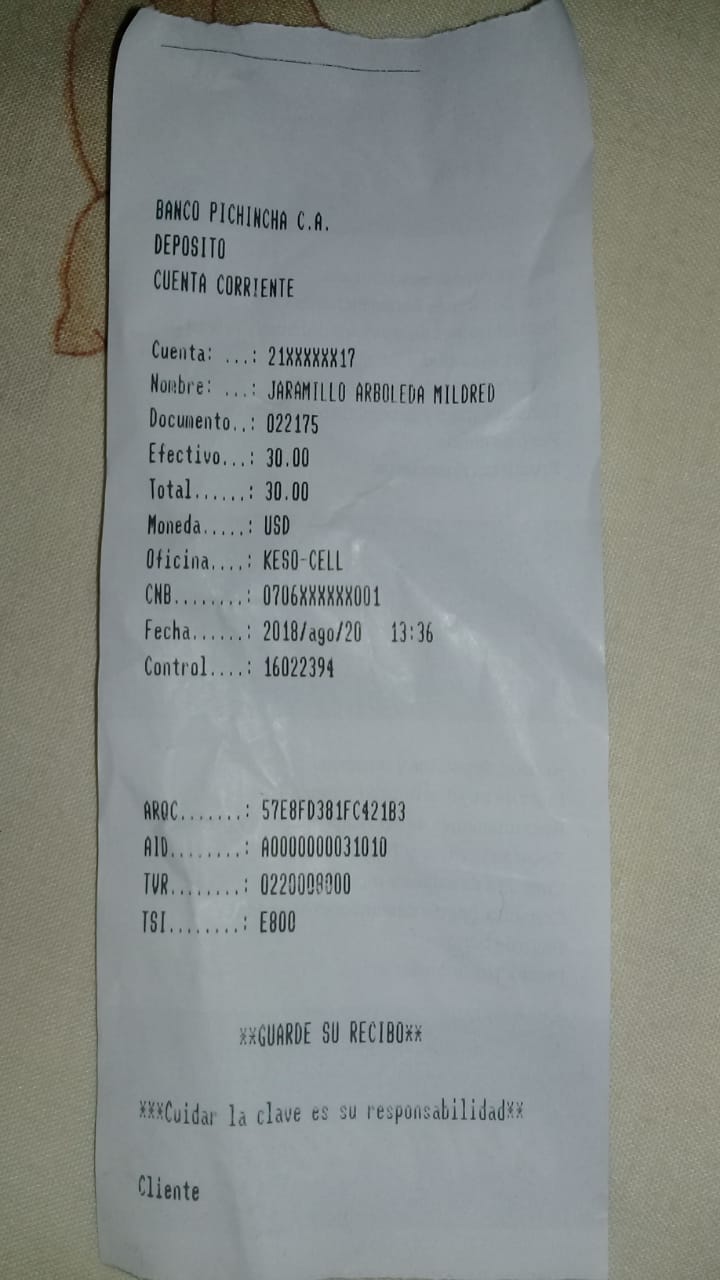 BANCO PICHINCHA C.A.
DEPOSITO
CUENTA CORRIENTE
Cuenta: ...: 21XXXXXX17
Nombre: ...: JARAMILLO ARBOLEDA MILDRED
Documento..: 022175
Efectivo...: 30.00
Total......: 30.00
Moneda.....: USD
Oficina....: KESO-CELL
CNB........: 0706XXXXXX001
Fecha......: 2018/ago/20 13:36
Control....: 16022394
ARQC.......: 57E8FD381FC421B3
AID........: A0000000031010
TVR........: 0220008000
TSI........: E800
**GUARDE SU RECIBO**
***Cuidar la clave es su responsabilidad**
Cliente